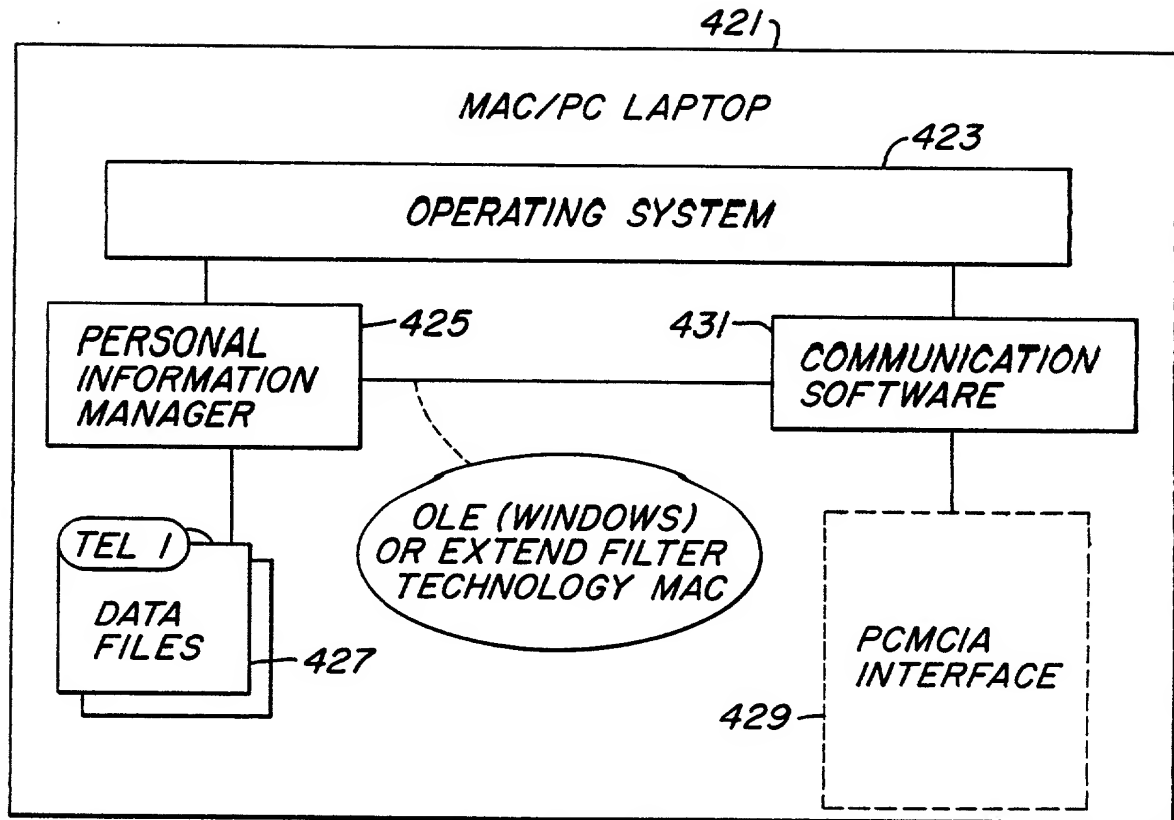 421
MAC/PC LAPTOP
423
OPERATING SYSTEM
425
431
PERSONAL
INFORMATION
MANAGER
COMMUNICATION
SOFTWARE
OLE (WINDOWS)
OR EXTEND FILTER
TECHNOLOGY MAC
TEL 1
DATA
FILES
427
PCMCIA
INTERFACE
429